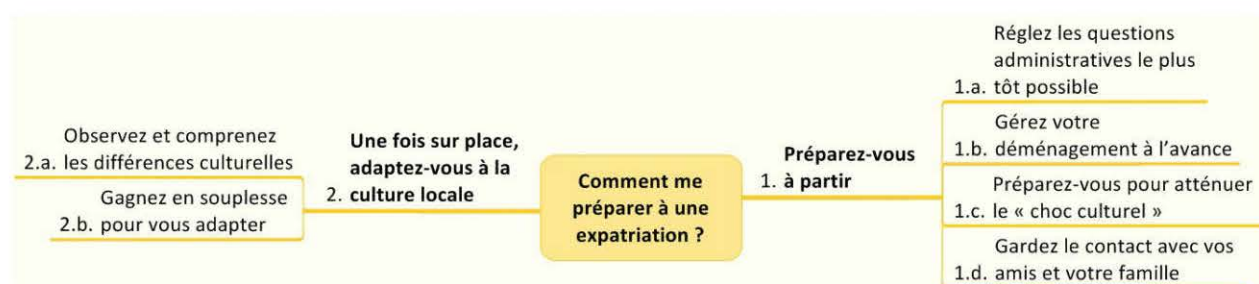 Comment me
préparer à une
expatriation ?
Préparez-vous
1. à partir
Réglez les questions
administratives le plus
1.a. tôt possible
Gérez votre
1.b. déménagement à l'avance
Préparez-vous pour atténuer
1.c. le « choc culturel »
Gardez le contact avec vos
1.d. amis et votre famille
Une fois sur place,
adaptez-vous à la
2. culture locale
Observez et comprenez
2.a. les différences culturelles
Gagnez en souplesse
2.b. pour vous adapter